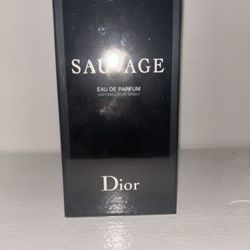 SAUVAGE
EAU DE PARFUM
VAPORISATEUR SPRAY
Dior